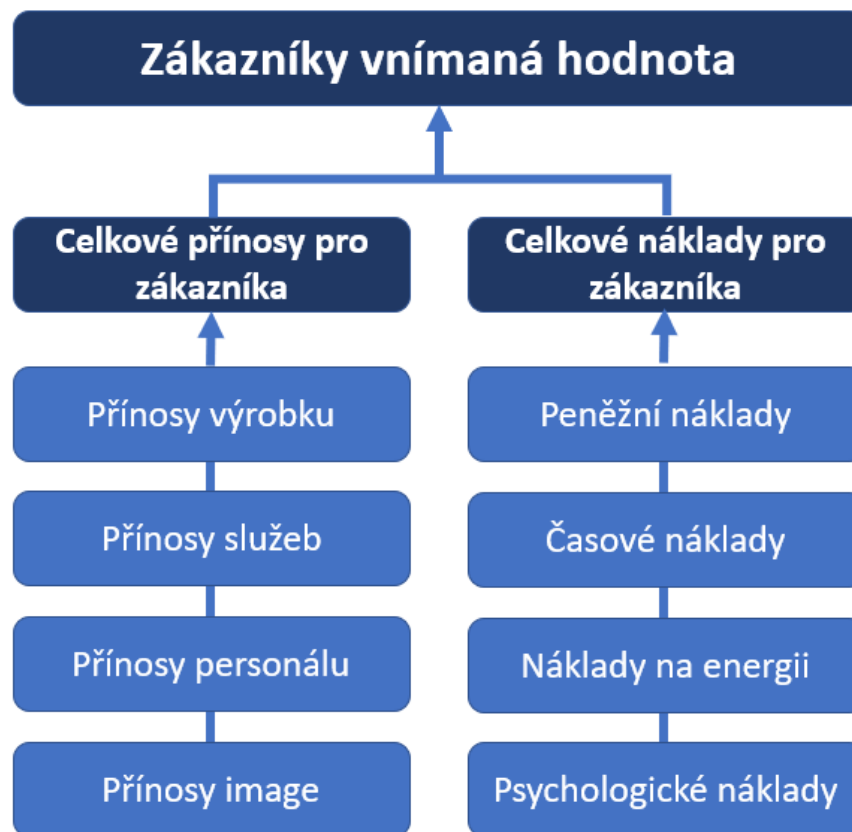 Zákazníky vnímaná hodnota
Celkové přínosy pro
zákazníka
Celkové náklady pro
zákazníka
Přínosy výrobku
Peněžní náklady
Přínosy služeb
Časové náklady
Přínosy personálu
Náklady na energii
Přínosy image
Psychologické náklady